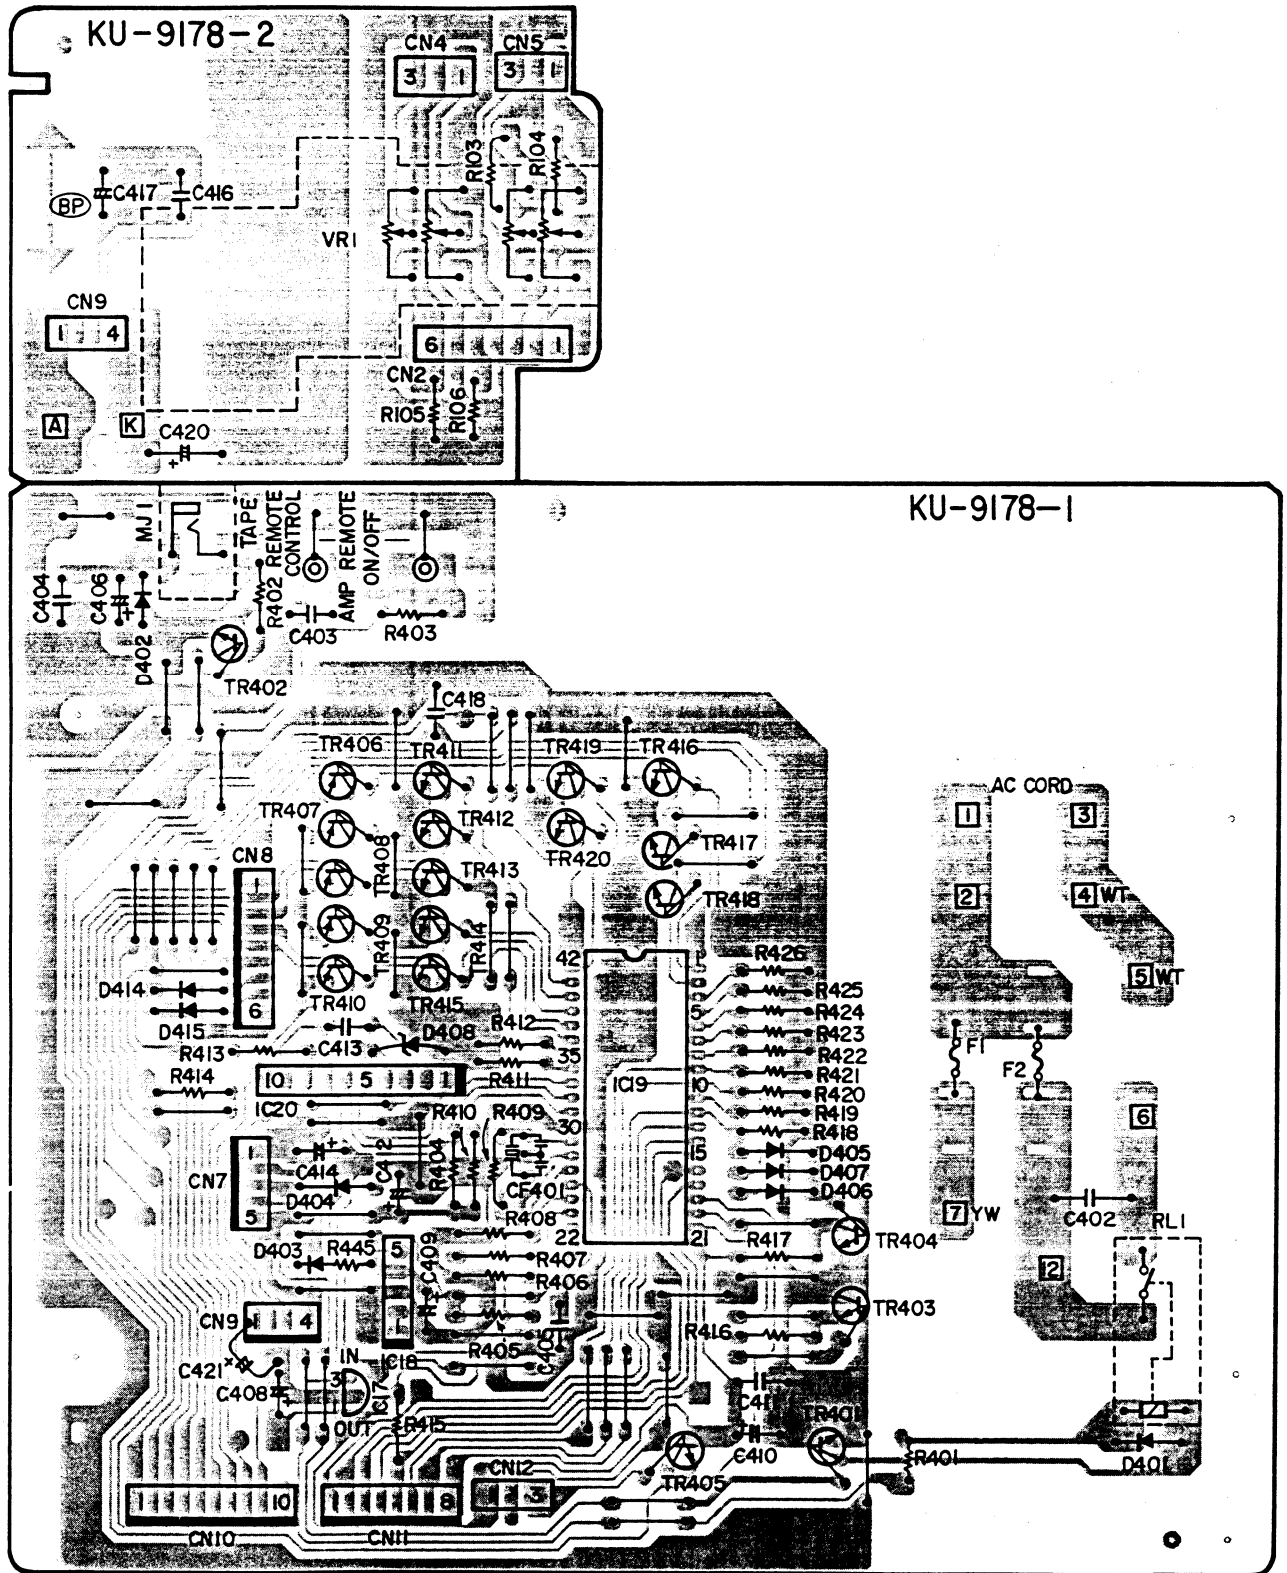 KU-9178-2
CN4
CN5
3 1
3 1
R103
R104
C417
C416
BP
VR1
CN9
1 4
6 1
CN2
R105
R106
A
K
C420
+
KU-9178-1
MJ1
TAPE
REMOTE
CONTROL
AMP REMOTE
ON/OFF
C404
C406
+
D402
R402
C403
R403
TR402
C418
TR406
TR411
TR419
TR416
AC CORD
1
3
TR407
TR412
TR417
TR408
TR420
CN8
1
TR413
2
4 WT
TR418
TR409
TR414
42
1
R426
5 WT
D414
TR410
TR415
R425
6
5
R424
D415
R412
C413
D408
R423
R413
35
R422
F1
R414
10 5 1
R411
IC19
10
R421
F2
IC20
R420
R410
R409
R419
6
30
R418
1
+
C412
R404
15
D405
CN7
C414
D407
D404
CF401
D406
5
+
R408
7 YW
C402
RL1
22
21
R417
TR404
D403
R445
5
C409
R407
R406
12
TR403
CN9
1 4
+
R416
1
R405
C401
C421
IN
IC18
C408
3
+
IC17
C411
OUT
R415
TR401
C410
R401
D401
TR405
CN12
3
1 10
1 8
CN10
CN11